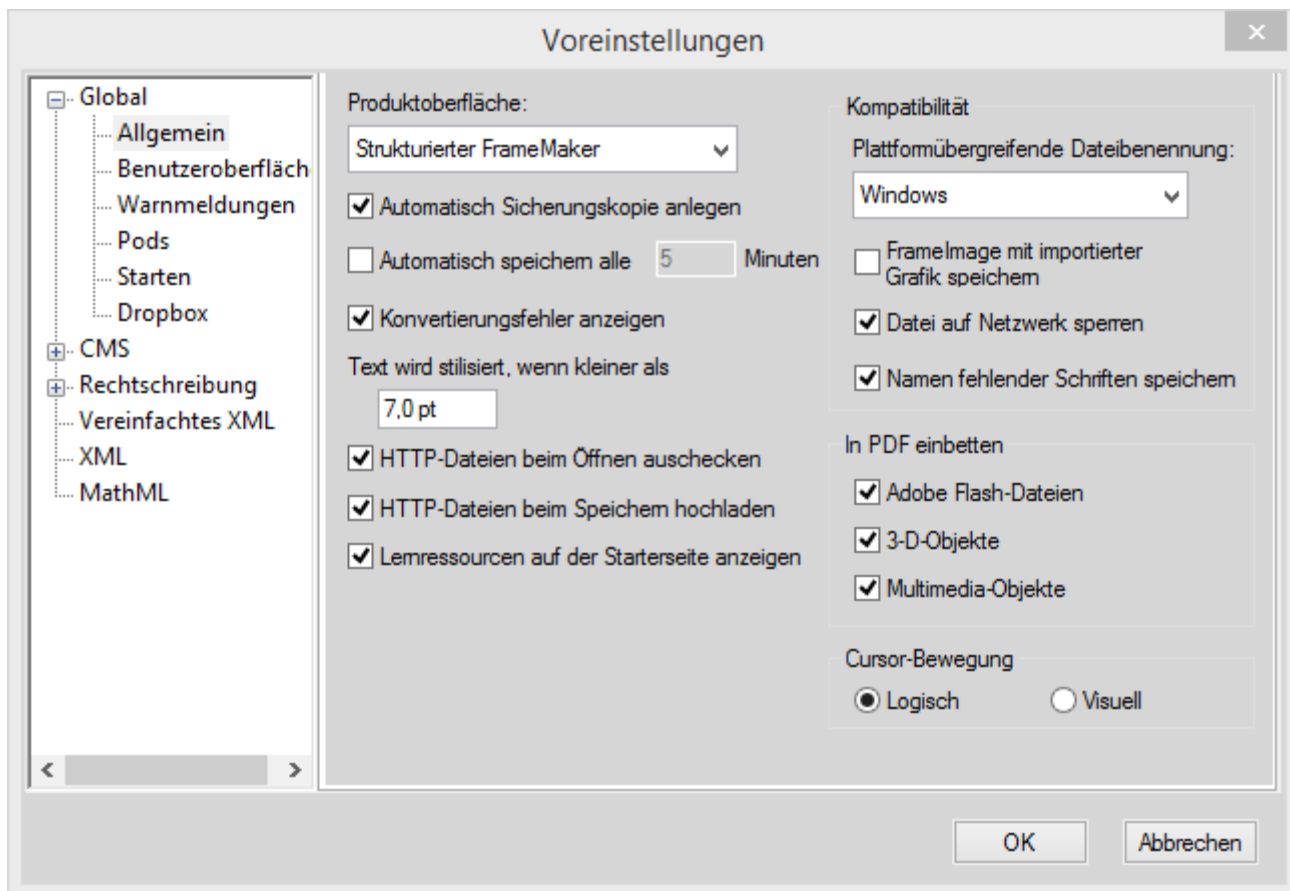 Voreinstellungen
Global
Allgemein
Benutzeroberfläch
Warnmeldungen
Pods
Starten
Dropbox
CMS
Rechtschreibung
Vereinfachtes XML
XML
MathML
Produktoberfläche:
Strukturierter FrameMaker
Automatisch Sicherungskopie anlegen
Automatisch speichern alle 5 Minuten
Konvertierungsfehler anzeigen
Text wird stilisiert, wenn kleiner als
7,0 pt
HTTP-Dateien beim Öffnen auschecken
HTTP-Dateien beim Speichern hochladen
Lernressourcen auf der Starterseite anzeigen
Kompatibilität
Plattformübergreifende Dateibenennung:
Windows
FrameImage mit importierter
Grafik speichern
Datei auf Netzwerk sperren
Namen fehlender Schriften speichern
In PDF einbetten
Adobe Flash-Dateien
3-D-Objekte
Multimedia-Objekte
Cursor-Bewegung
Logisch Visuell
OK Abbrechen